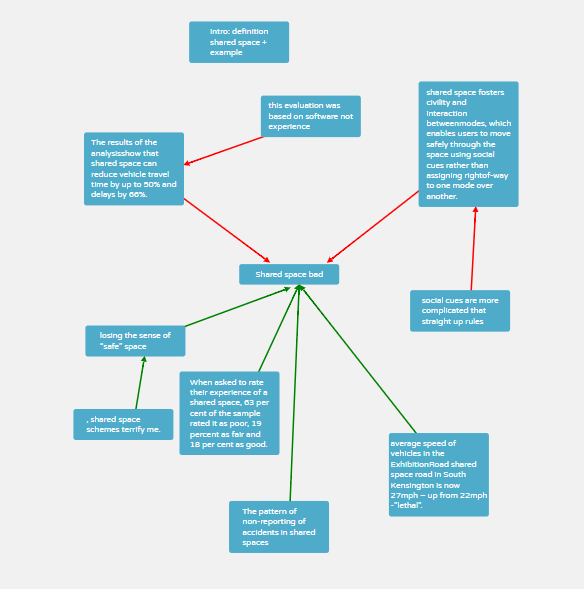 Intro: definition
shared space +
example
this evaluation was
based on software not
experience
shared space fosters
civility and
interaction
betweenmodes, which
enables users to move
safely through the
space using social
cues rather than
assigning rightof-way
to one mode over
another.
The results of the
analysisshow that
shared space can
reduce vehicle travel
time by up to 50% and
delays by 66%.
Shared space bad
social cues are more
complicated that
straight up rules
losing the sense of
"safe" space
When asked to rate
their experience of a
shared space, 63 per
cent of the sample
rated it as poor, 19
percent as fair and
18 per cent as good.
, shared space
schemes terrify me.
average speed of
vehicles in the
ExhibitionRoad shared
space road in South
Kensington is now
27mph – up from 22mph
-"lethal".
The pattern of
non-reporting of
accidents in shared
spaces